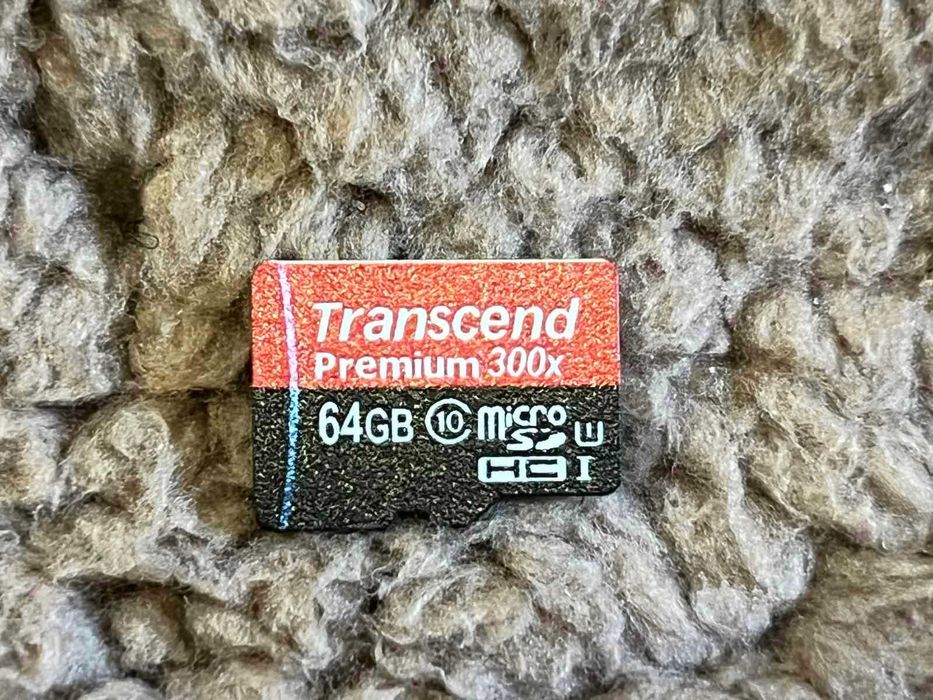 Transcend
Premium 300x
64GB 10 micro
SD
HC I